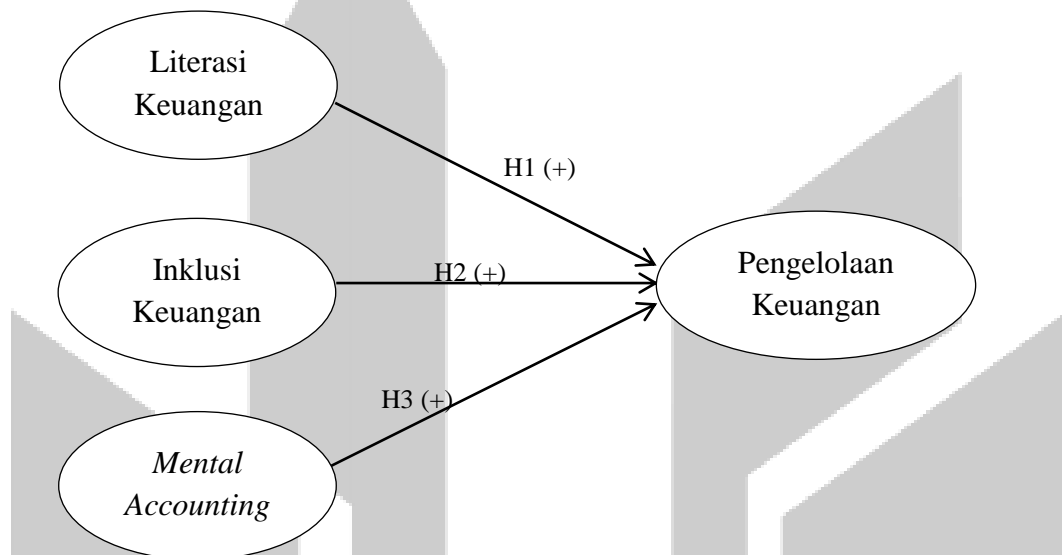 Literasi
Keuangan
H1 (+)
Inklusi
Keuangan
H2 (+)
Pengelolaan
Keuangan
H3 (+)
Mental
Accounting